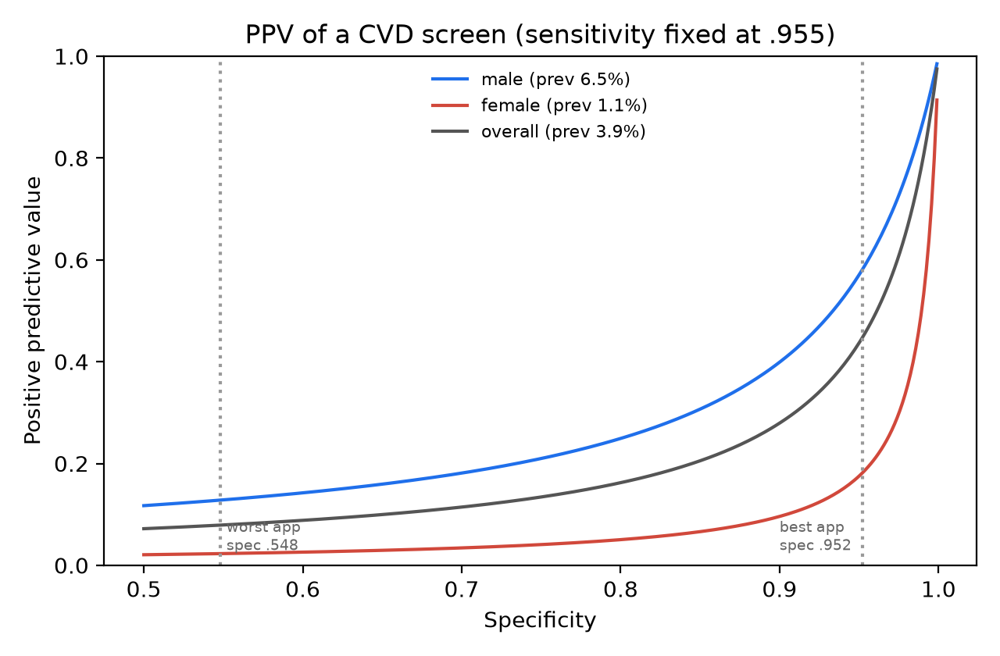 PPV of a CVD screen (sensitivity fixed at .955)
Positive predictive value
1.0
0.8
0.6
0.4
0.2
0.0
male (prev 6.5%)
female (prev 1.1%)
overall (prev 3.9%)
worst app
spec .548
best app
spec .952
0.5
0.6
0.7
0.8
0.9
1.0
Specificity